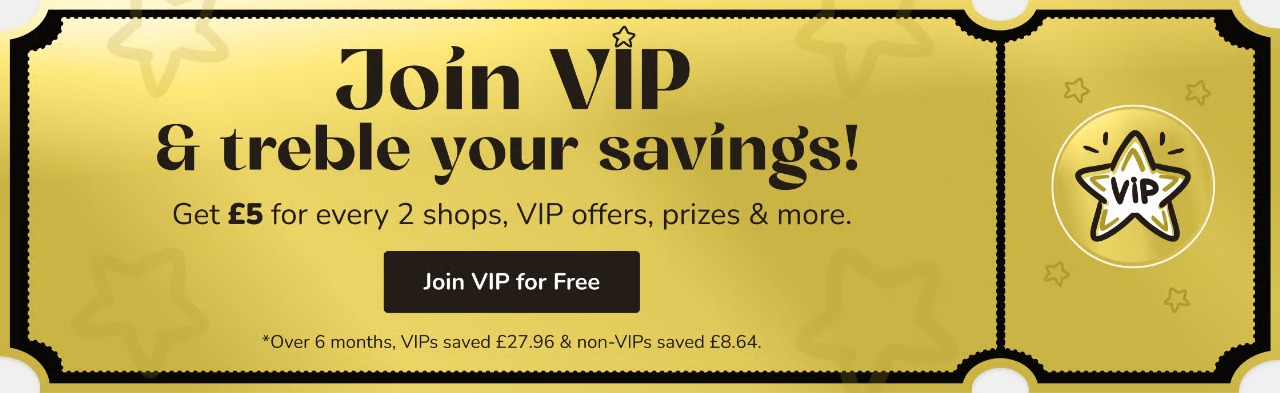 Join VIP
& treble your savings!
Get £5 for every 2 shops, VIP offers, prizes & more.
Join VIP for Free
*Over 6 months, VIPs saved £27.96 & non-VIPs saved £8.64.
ViP